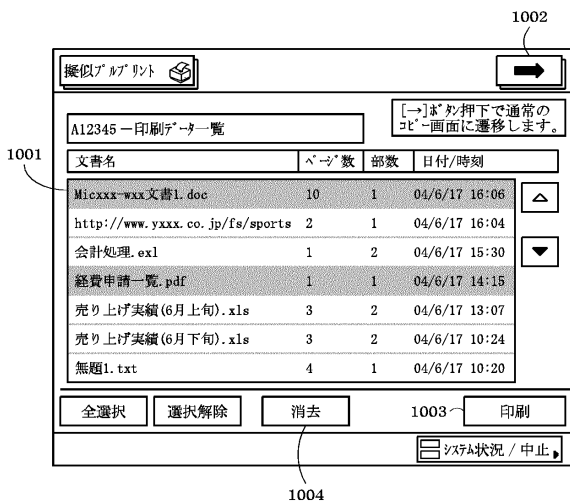 1002
擬似プルプリント
[→]ボタン押下で通常の
コピー画面に遷移します。
A12345－印刷データ一覧
1001
文書名 ページ数 部数 日付/時刻
Micxxx-wxx文書1.doc 10 1 04/6/17 16:06
http://www.yxxx.co.jp/fs/sports 2 1 04/6/17 16:04
会計処理.exl 1 2 04/6/17 15:30
経費申請一覧.pdf 1 1 04/6/17 14:15
売り上げ実績(6月上旬).xls 3 2 04/6/17 13:07
売り上げ実績(6月下旬).xls 3 2 04/6/17 10:24
無題1.txt 4 1 04/6/17 10:20
全選択 選択解除 消去 1003 印刷
システム状況 / 中止
1004